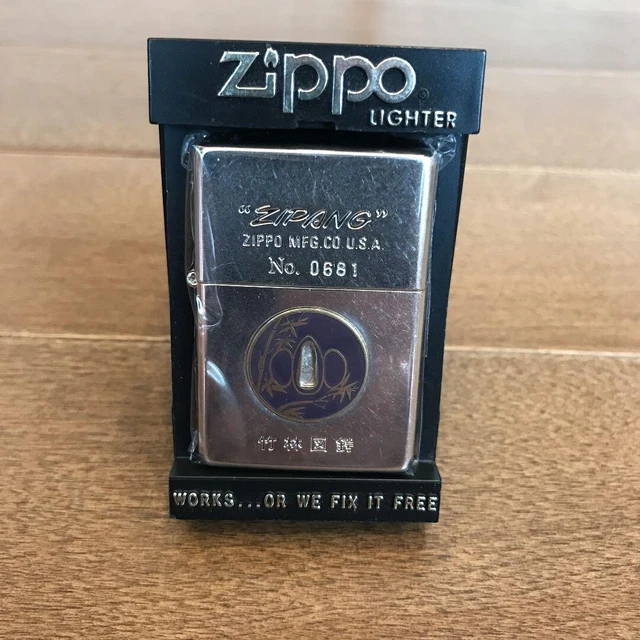 zippo
LIGHTER
"ZIPANG"
ZIPPO MFG.CO U.S.A.
No. 0681
竹林図鍔
WORKS...OR WE FIX IT FREE